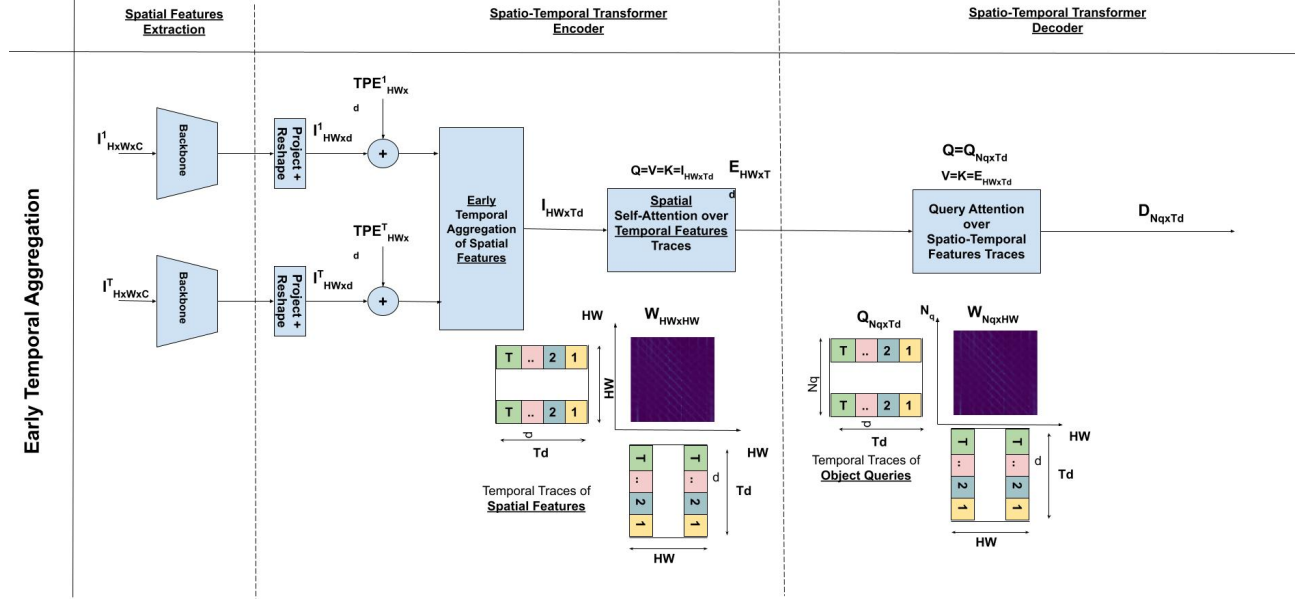 Spatial Features
Extraction
Spatio-Temporal Transformer
Encoder
Spatio-Temporal Transformer
Decoder
Early Temporal Aggregation
I1HxWxC
Backbone
Project +
Reshape
I1HWxd
TPE1HWx
d
+
ITHxWxC
Backbone
Project +
Reshape
ITHWxd
TPETHWx
d
+
Early
Temporal
Aggregation
of Spatial
Features
IHWxTd
Q=V=K=IHWxTd
Spatial
Self-Attention over
Temporal Features
Traces
EHWxT
d
Q=QNqxTd
V=K=EHWxTd
Query Attention
over
Spatio-Temporal
Features Traces
DNqxTd
HW
WHWxHW
T .. 2 1
T .. 2 1
HW
d
Td
HW
Temporal Traces of
Spatial Features
T T
: :
2 2
1 1
d
Td
HW
QNqxTd
Nq
WNqxHW
T .. 2 1
T .. 2 1
Nq
d
Td
HW
Temporal Traces of
Object Queries
T T
: :
2 2
1 1
d
Td
HW